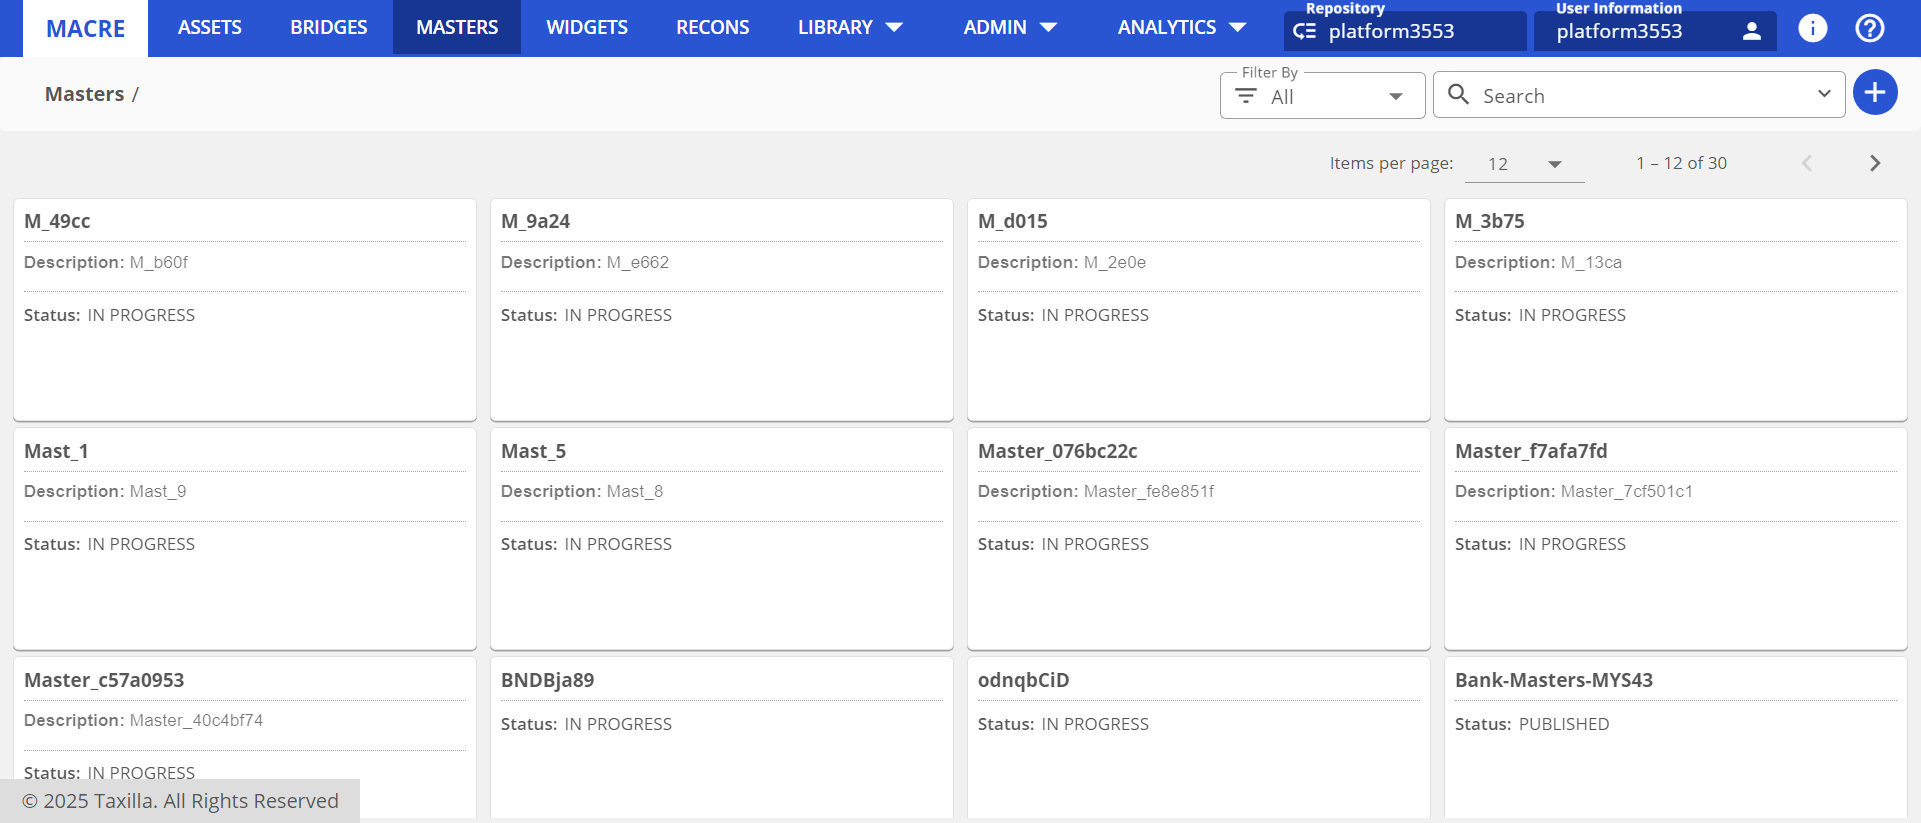 MACRE ASSETS BRIDGES MASTERS WIDGETS RECONS LIBRARY ADMIN ANALYTICS
Repository
platform3553
User Information
platform3553
Masters /
Filter By
All
Search
Items per page: 12 1 – 12 of 30
M_49cc
Description: M_b60f
Status: IN PROGRESS
M_9a24
Description: M_e662
Status: IN PROGRESS
M_d015
Description: M_2e0e
Status: IN PROGRESS
M_3b75
Description: M_13ca
Status: IN PROGRESS
Mast_1
Description: Mast_9
Status: IN PROGRESS
Mast_5
Description: Mast_8
Status: IN PROGRESS
Master_076bc22c
Description: Master_fe8e851f
Status: IN PROGRESS
Master_f7afa7fd
Description: Master_7cf501c1
Status: IN PROGRESS
Master_c57a0953
Description: Master_40c4bf74
Status: IN PROGRESS
BNDBja89
Status: IN PROGRESS
odnqbCiD
Status: IN PROGRESS
Bank-Masters-MYS43
Status: PUBLISHED
© 2025 Taxilla. All Rights Reserved